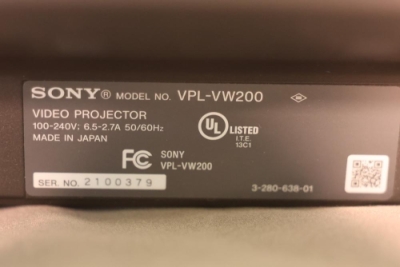 SONY® MODEL NO. VPL-VW200
VIDEO PROJECTOR
100-240V: 6.5-2.7A 50/60Hz
MADE IN JAPAN
UL® LISTED
I.T.E.
13C1
FC SONY
VPL-VW200
SER. NO. 2100379
3-280-638-01